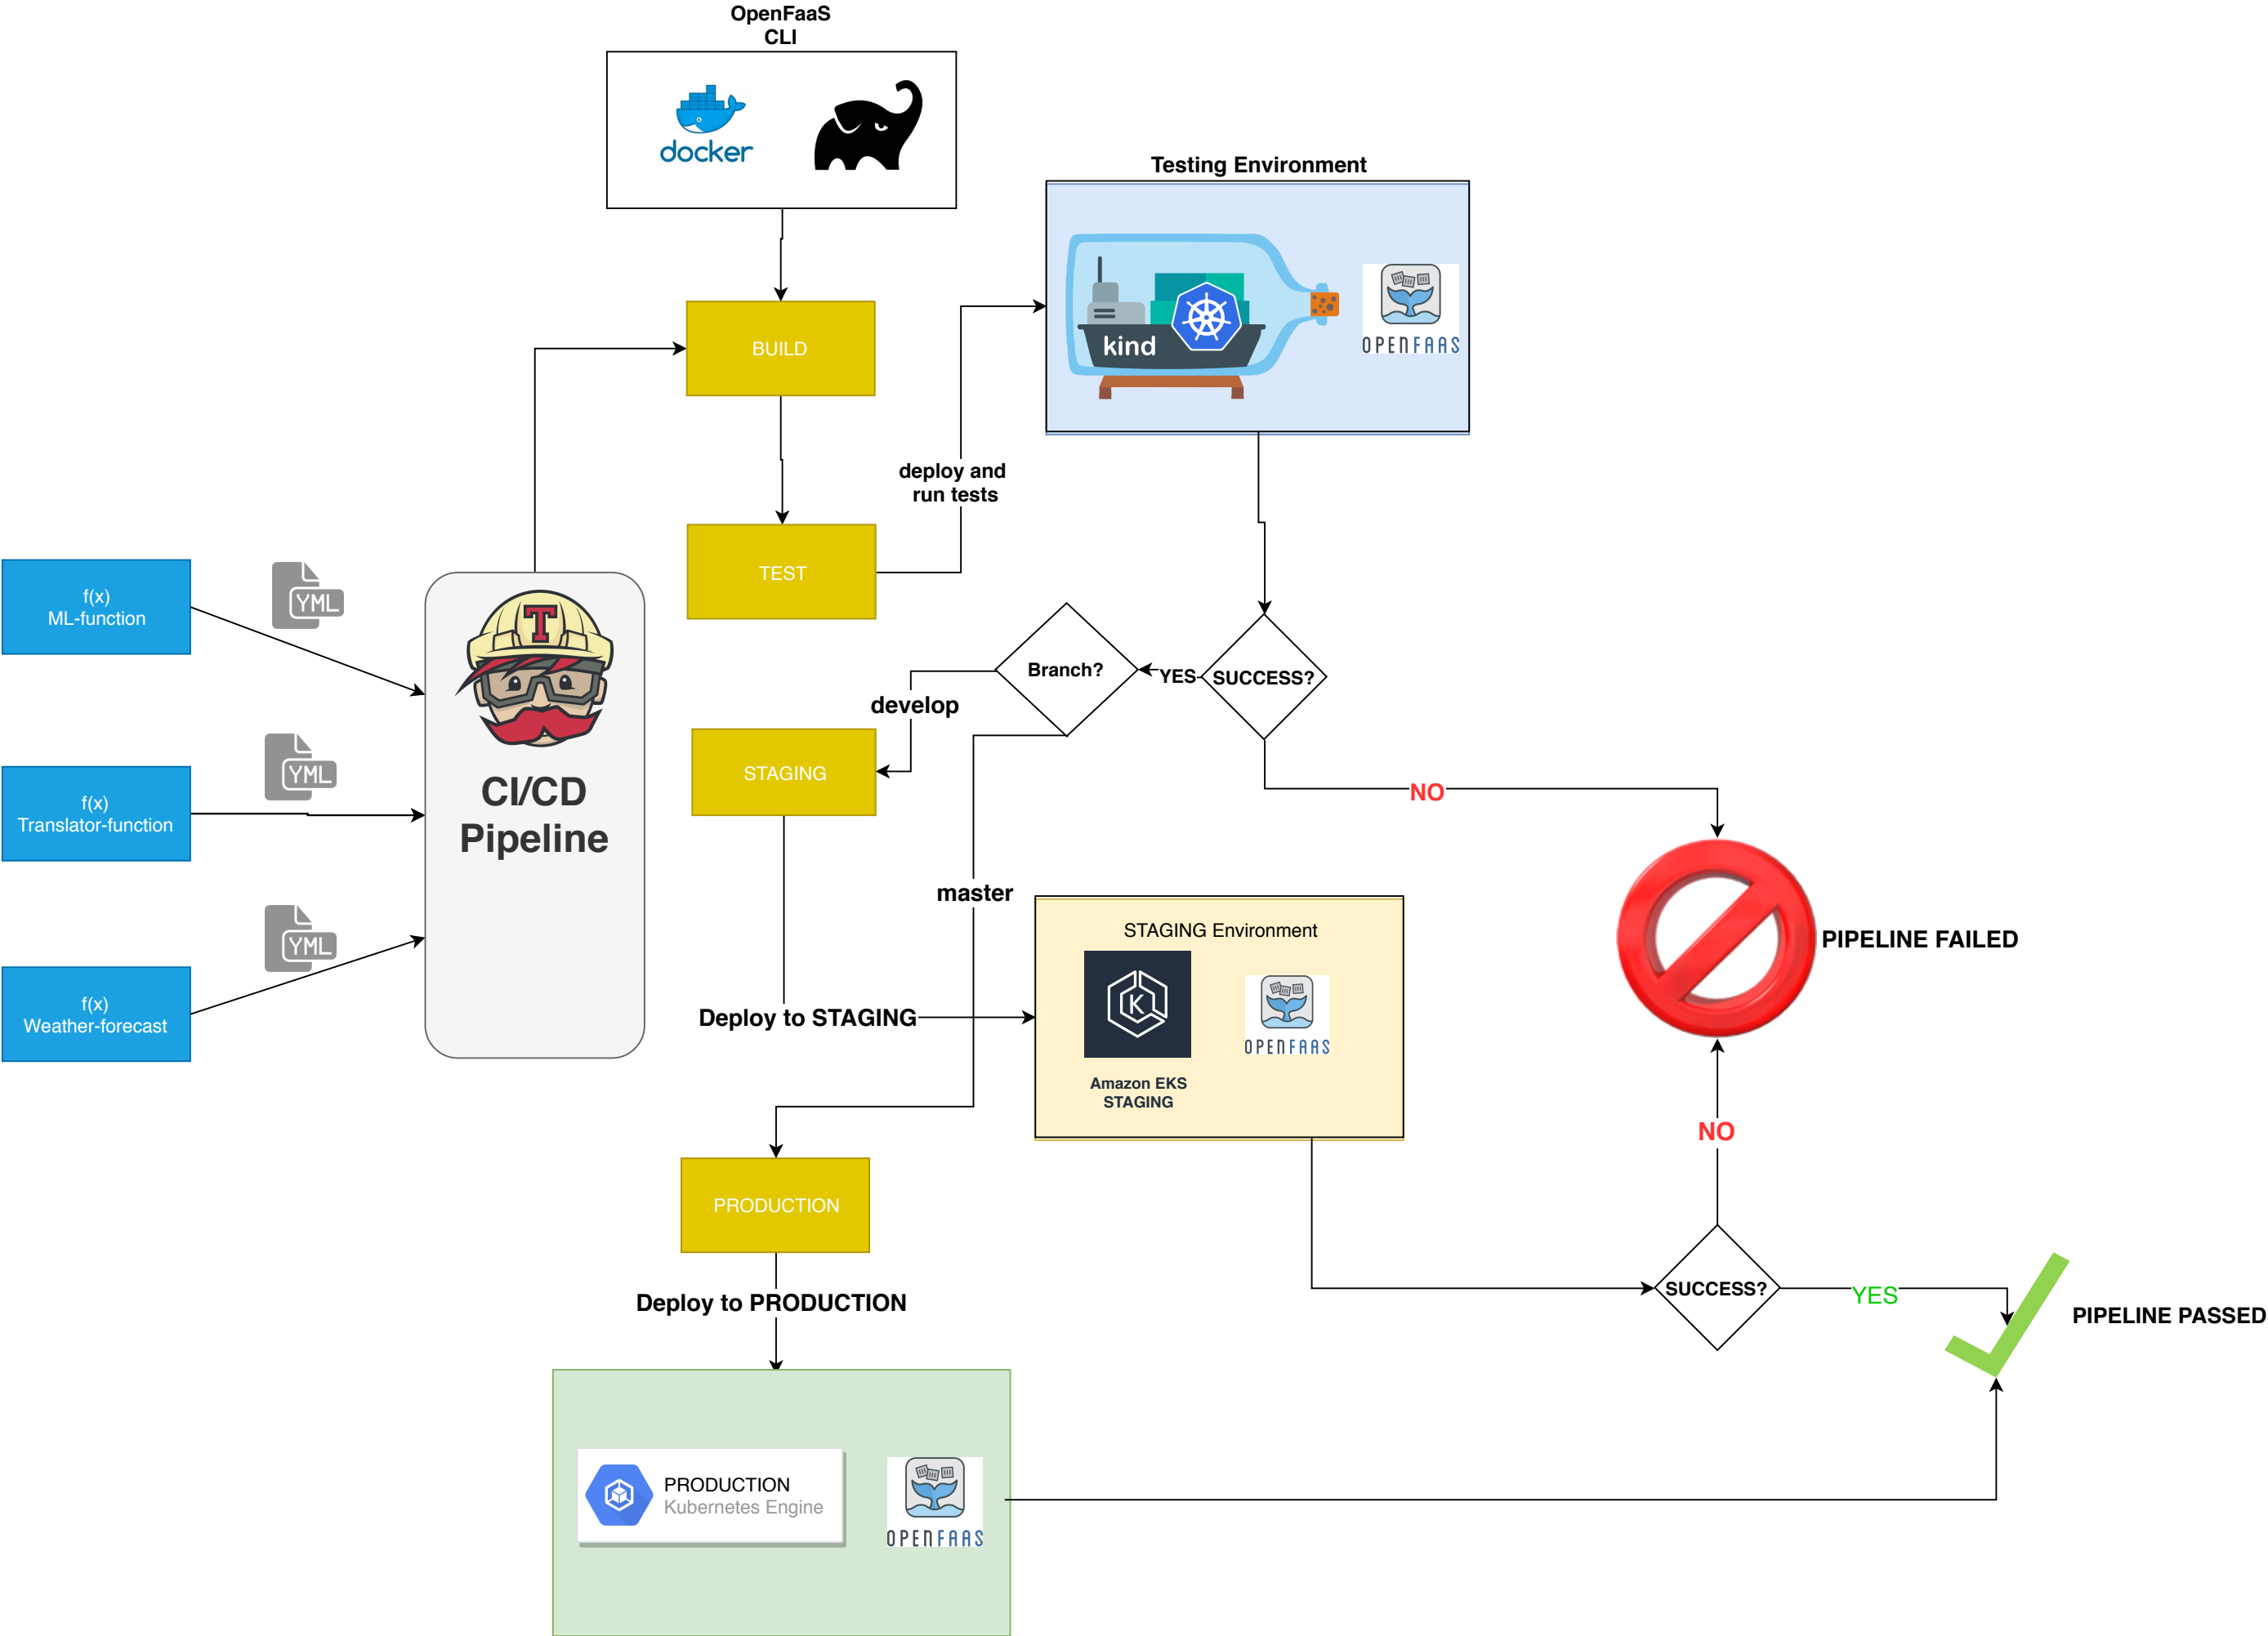 OpenFaaS
CLI
docker
Testing Environment
kind
OPENFAAS
BUILD
deploy and
run tests
TEST
f(x)
ML-function
YML
T
CI/CD
Pipeline
f(x)
Translator-function
YML
f(x)
Weather-forecast
YML
Branch?
YES
SUCCESS?
develop
STAGING
NO
master
PIPELINE FAILED
STAGING Environment
K
OPENFAAS
Amazon EKS
STAGING
Deploy to STAGING
NO
PRODUCTION
SUCCESS?
YES
PIPELINE PASSED
Deploy to PRODUCTION
PRODUCTION
Kubernetes Engine
OPENFAAS